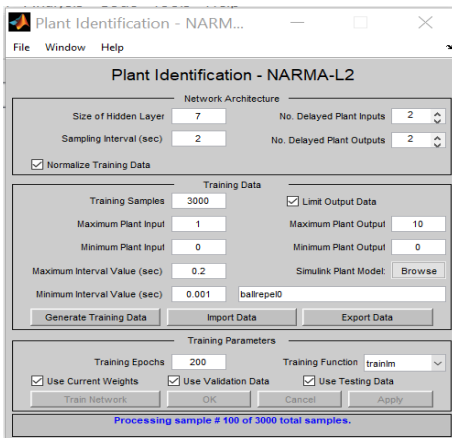 Plant Identification - NARM...
File Window Help
Plant Identification - NARMA-L2
Network Architecture
Size of Hidden Layer 7 No. Delayed Plant Inputs 2
Sampling Interval (sec) 2 No. Delayed Plant Outputs 2
Normalize Training Data
Training Data
Training Samples 3000 Limit Output Data
Maximum Plant Input 1 Maximum Plant Output 10
Minimum Plant Input 0 Minimum Plant Output 0
Maximum Interval Value (sec) 0.2 Simulink Plant Model: Browse
Minimum Interval Value (sec) 0.001 ballrepel0
Generate Training Data Import Data Export Data
Training Parameters
Training Epochs 200 Training Function trainlm
Use Current Weights Use Validation Data Use Testing Data
Train Network OK Cancel Apply
Processing sample # 100 of 3000 total samples.